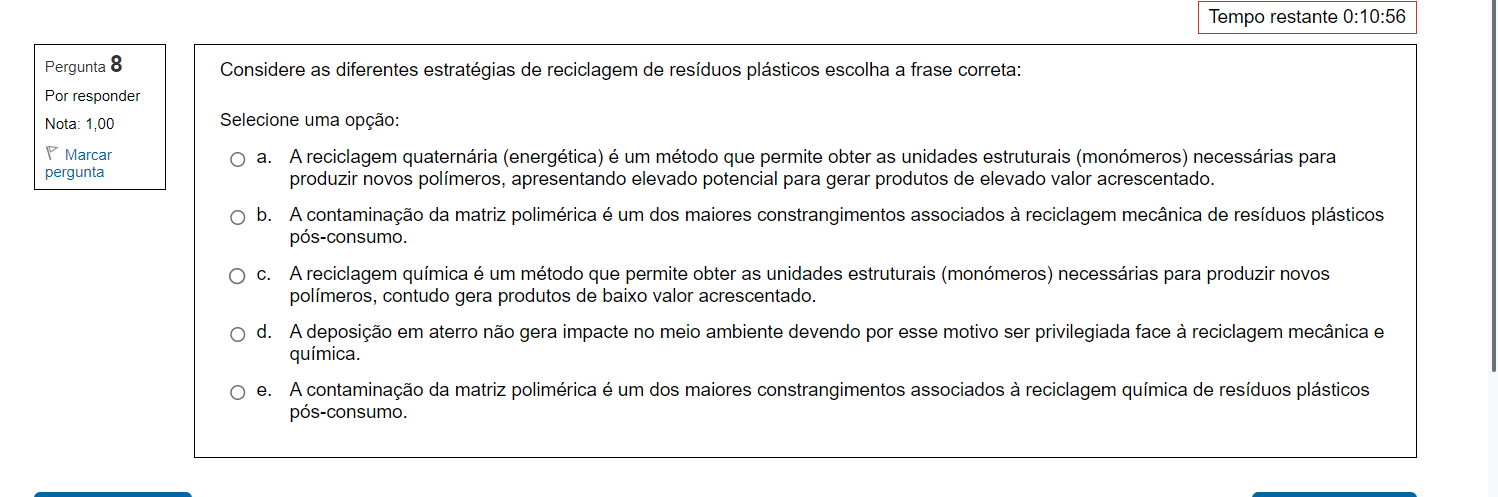 Tempo restante 0:10:56
Pergunta 8
Por responder
Nota: 1,00
Marcar
pergunta
Considere as diferentes estratégias de reciclagem de resíduos plásticos escolha a frase correta:
Selecione uma opção:
a. A reciclagem quaternária (energética) é um método que permite obter as unidades estruturais (monómeros) necessárias para
produzir novos polímeros, apresentando elevado potencial para gerar produtos de elevado valor acrescentado.
b. A contaminação da matriz polimérica é um dos maiores constrangimentos associados à reciclagem mecânica de resíduos plásticos
pós-consumo.
c. A reciclagem química é um método que permite obter as unidades estruturais (monómeros) necessárias para produzir novos
polímeros, contudo gera produtos de baixo valor acrescentado.
d. A deposição em aterro não gera impacte no meio ambiente devendo por esse motivo ser privilegiada face à reciclagem mecânica e
química.
e. A contaminação da matriz polimérica é um dos maiores constrangimentos associados à reciclagem química de resíduos plásticos
pós-consumo.